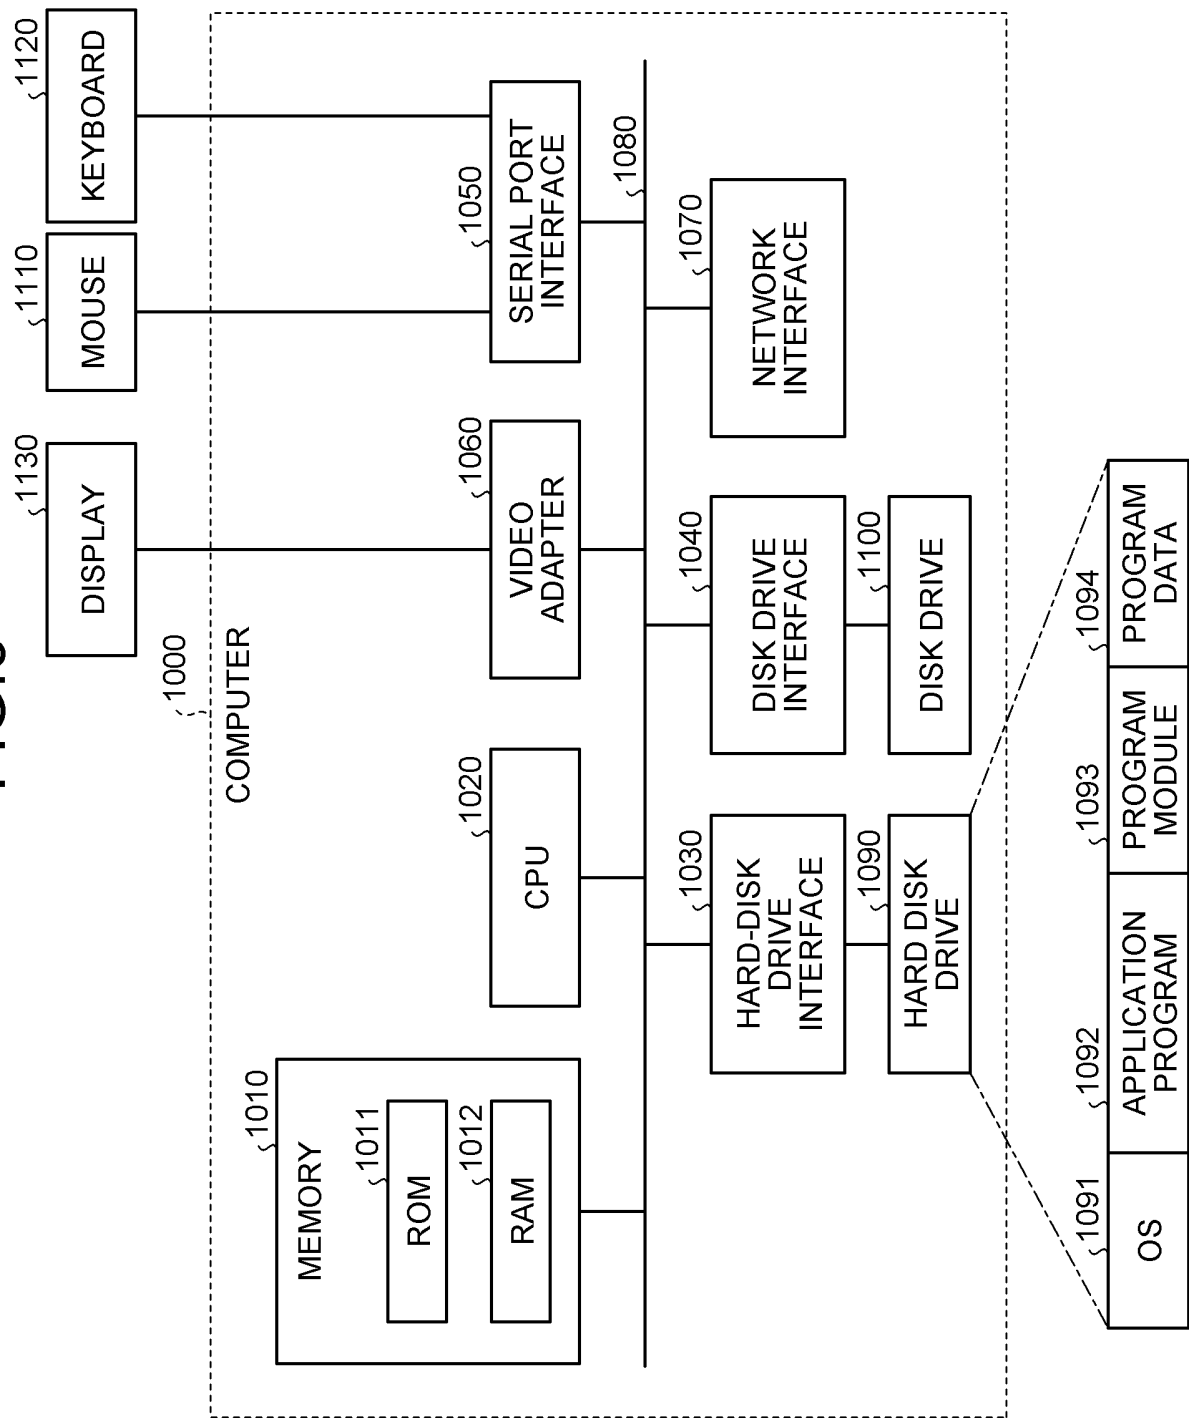 1130
DISPLAY
1110
MOUSE
1120
KEYBOARD
1000
COMPUTER
1010
MEMORY
1011
ROM
1012
RAM
1020
CPU
1060
VIDEO
ADAPTER
1050
SERIAL PORT
INTERFACE
1080
1030
HARD-DISK
DRIVE
INTERFACE
1040
DISK DRIVE
INTERFACE
1070
NETWORK
INTERFACE
1090
HARD DISK
DRIVE
1100
DISK DRIVE
1091
OS
1092
APPLICATION
PROGRAM
1093
PROGRAM
MODULE
1094
PROGRAM
DATA